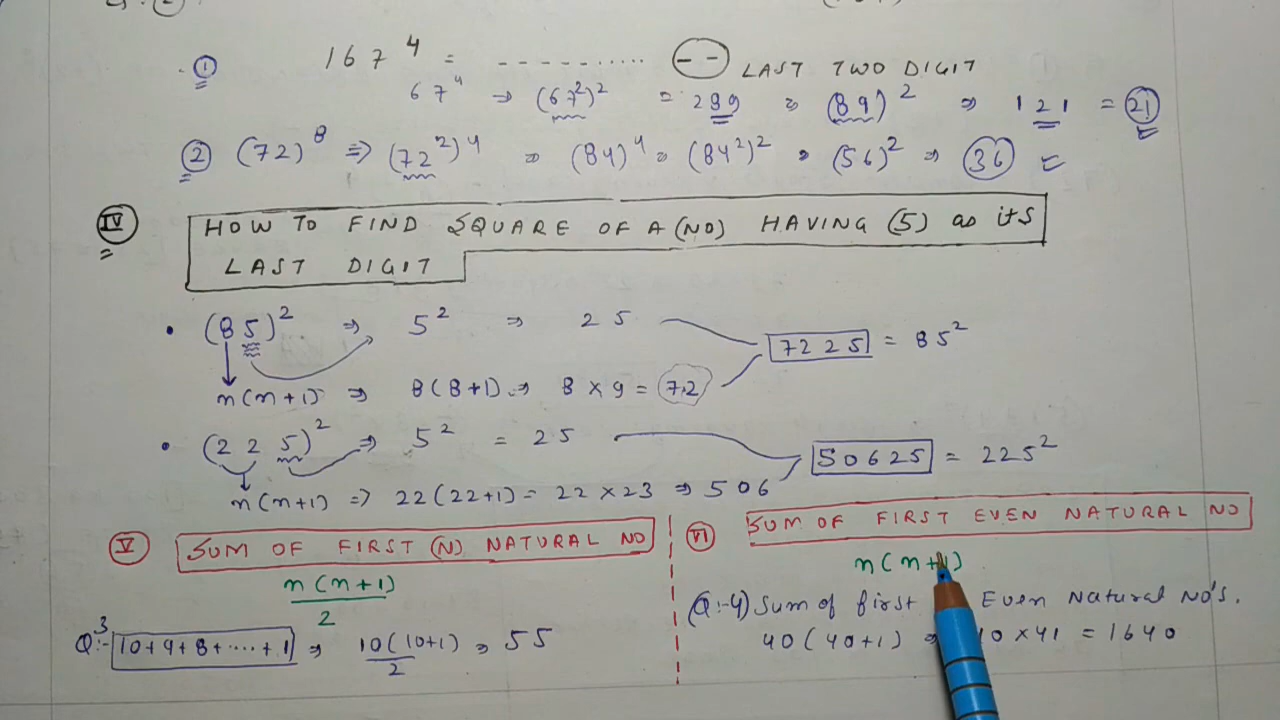 ① 167⁴ = ............ (--) LAST TWO DIGIT
67⁴ ⇒ (67²)² = 289 ⇒ (89)² ⇒ 121 = 21
② (72)⁸ ⇒ (72²)⁴ ⇒ (84)⁴ ⇒ (84²)² ⇒ (56)² ⇒ 36
IV HOW TO FIND SQUARE OF A (NO) HAVING (5) as its
LAST DIGIT
• (85)² ⇒ 5² ⇒ 25
7225 = 85²
n(n+1) ⇒ 8(8+1) ⇒ 8 × 9 = 72
• (225)² ⇒ 5² = 25
50625 = 225²
n(n+1) ⇒ 22(22+1) = 22 × 23 ⇒ 506
V SUM OF FIRST (N) NATURAL NO
n(n+1)
2
Q:-3 10+9+8+....+1 ⇒ 10(10+1) ⇒ 55
2
VI SUM OF FIRST EVEN NATURAL NO
n(n+1)
(Q:-4) Sum of first Even Natural No's.
40(40+1) ⇒ 40×41 = 1640